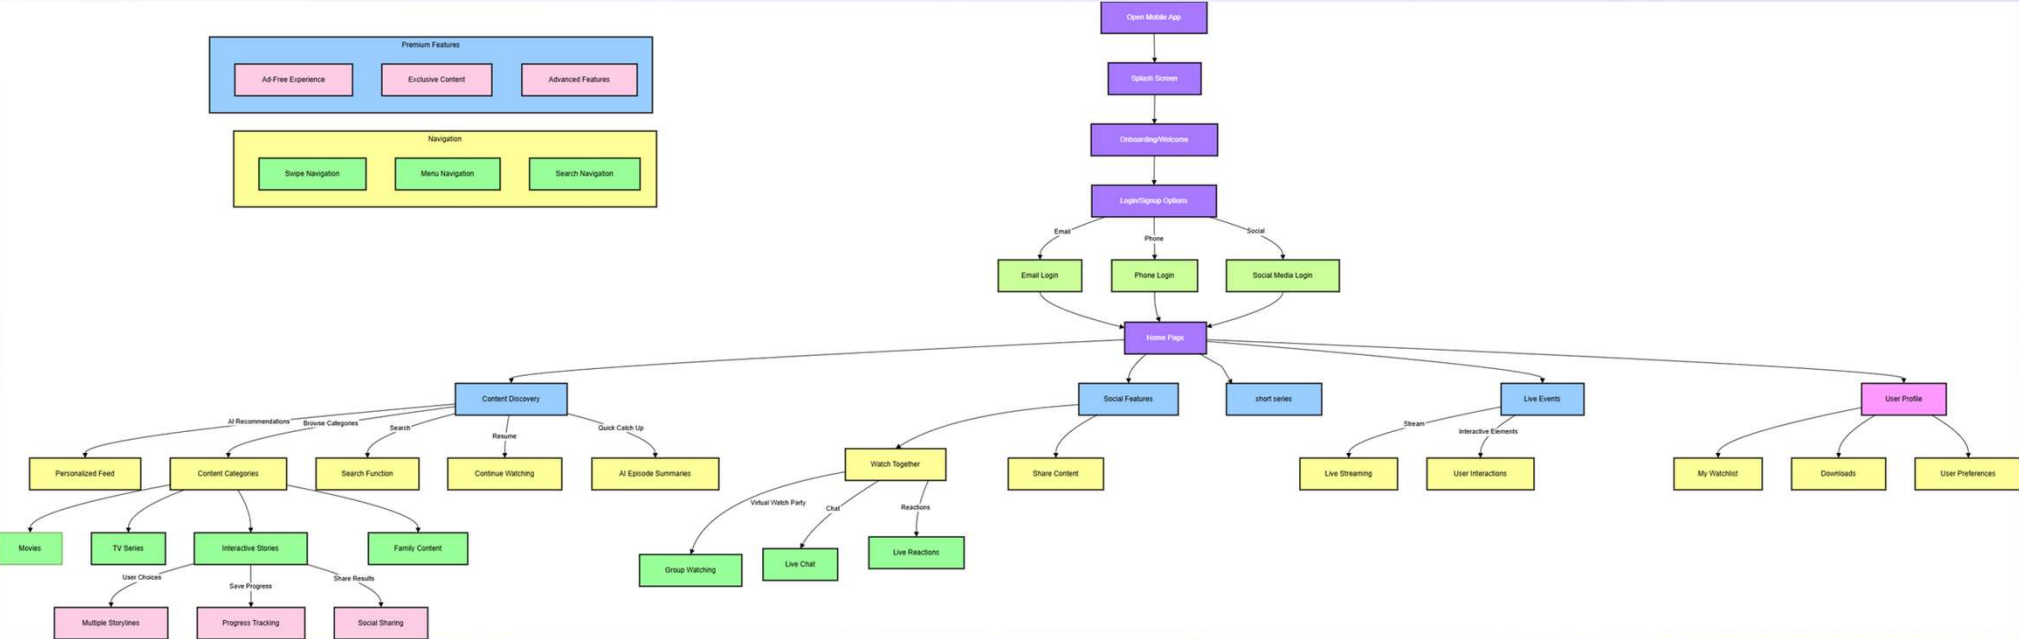 Open Mobile App
Premium Features
Ad-Free Experience
Exclusive Content
Advanced Features
Splash Screen
Navigation
Onboarding/Welcome
Swipe Navigation
Menu Navigation
Search Navigation
Login/Signup Options
Email
Phone
Social
Email Login
Phone Login
Social Media Login
Home Page
Content Discovery
Social Features
short series
Live Events
User Profile
AI Recommendations
Browse Categories
Search
Resume
Quick Catch Up
Stream
Interactive Elements
Personalized Feed
Content Categories
Search Function
Continue Watching
AI Episode Summaries
Watch Together
Share Content
Live Streaming
User Interactions
My Watchlist
Downloads
User Preferences
Virtual Watch Party
Chat
Reactions
Movies
TV Series
Interactive Stories
Family Content
Group Watching
Live Chat
Live Reactions
User Choices
Save Progress
Share Results
Multiple Storylines
Progress Tracking
Social Sharing